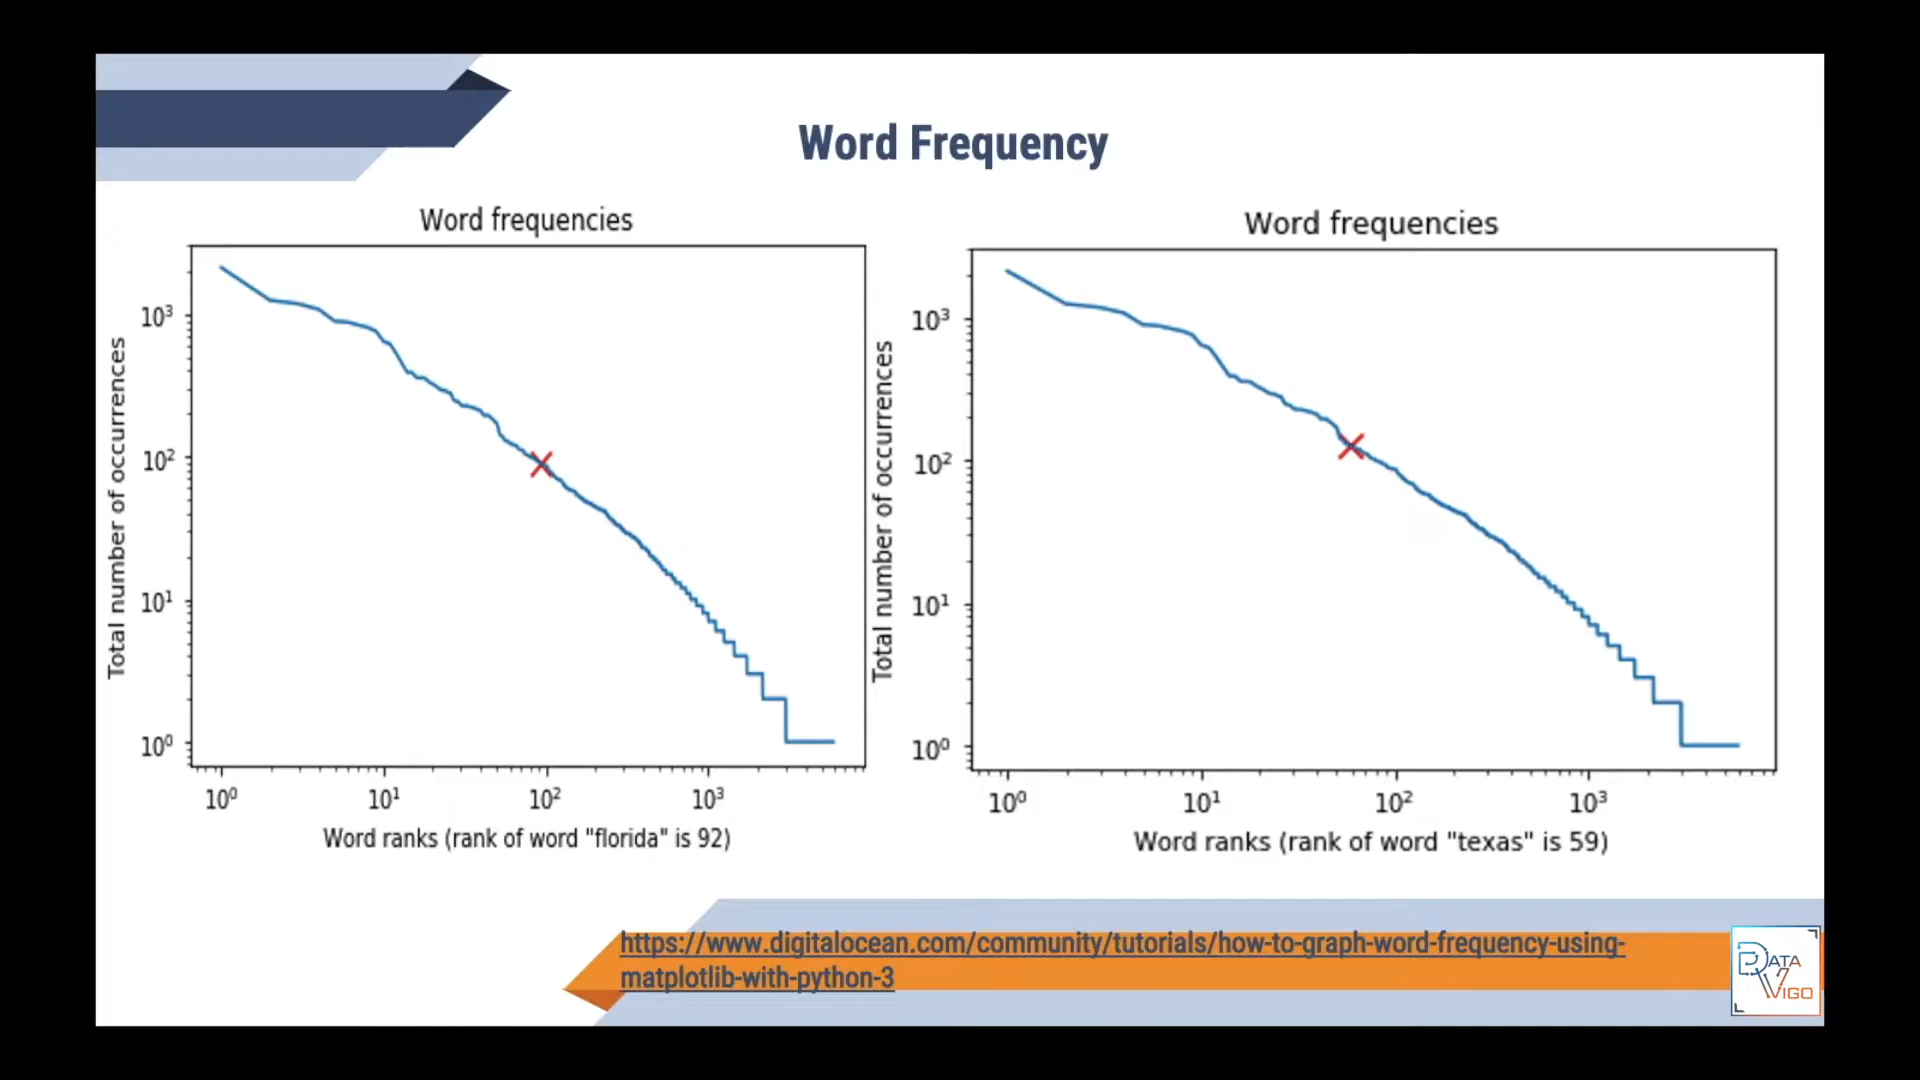 Word Frequency
Word frequencies
Total number of occurrences
10³
10²
10¹
10⁰
10⁰ 10¹ 10² 10³
Word ranks (rank of word "florida" is 92)
Word frequencies
Total number of occurrences
10³
10²
10¹
10⁰
10⁰ 10¹ 10² 10³
Word ranks (rank of word "texas" is 59)
https://www.digitalocean.com/community/tutorials/how-to-graph-word-frequency-using-
matplotlib-with-python-3
DATA
VIGO